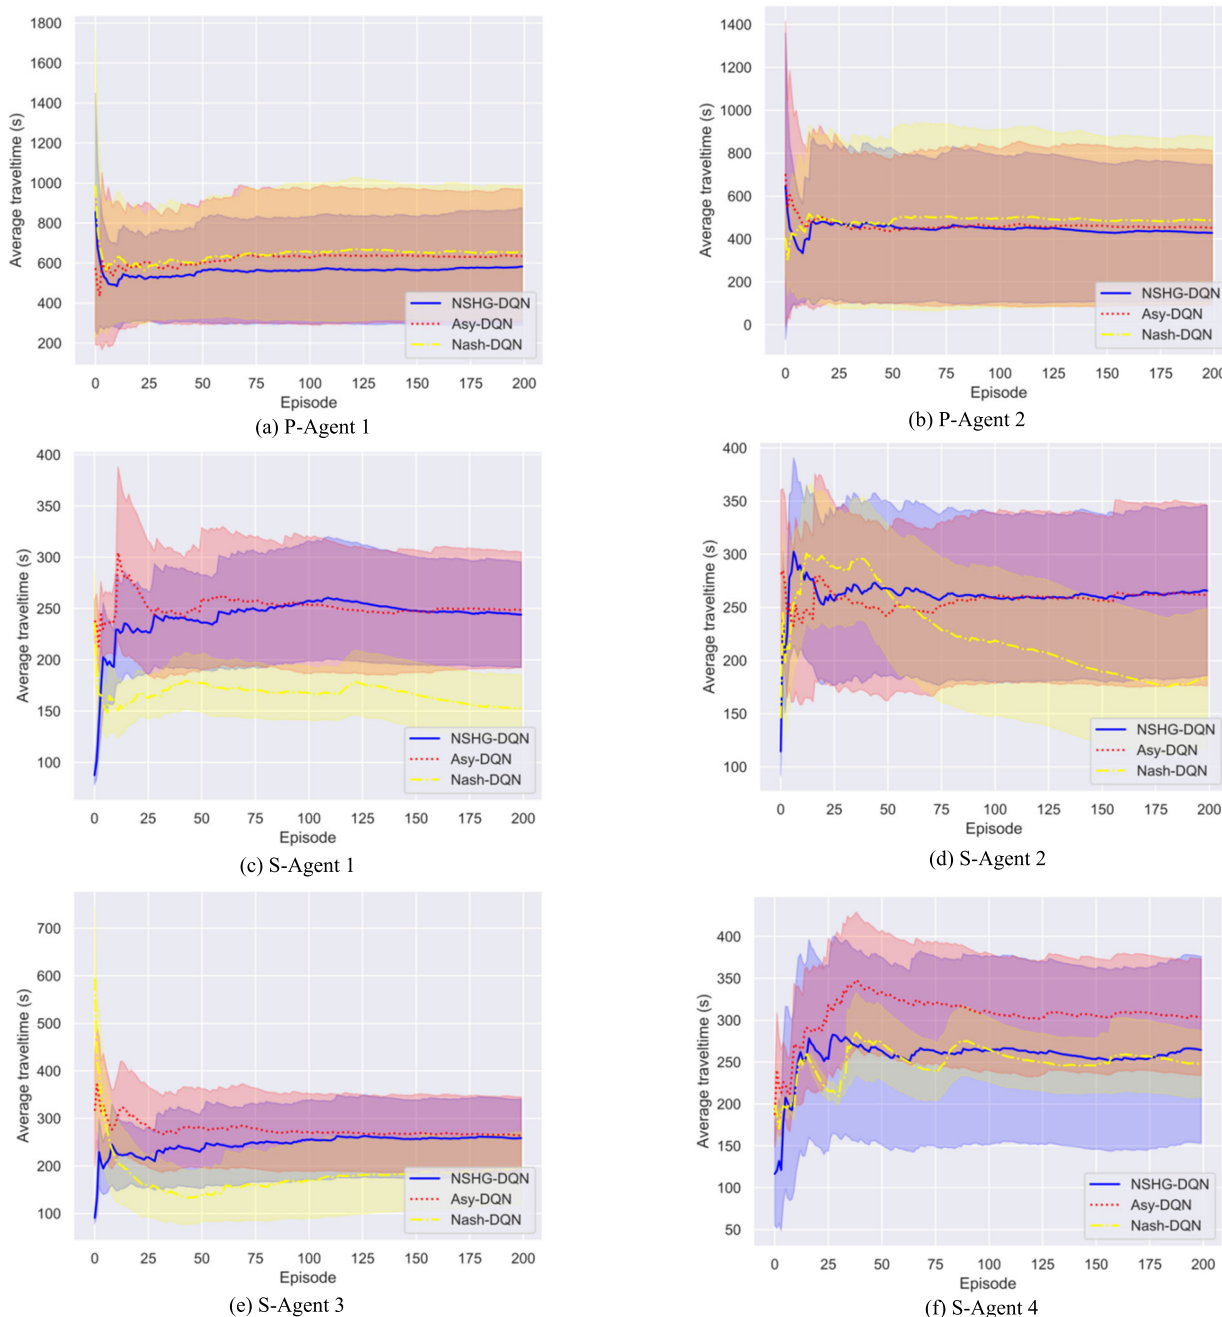 1800
1600
1400
1200
1000
800
600
400
200
Average traveltime (s)
NSHG-DQN
Asy-DQN
Nash-DQN
0 25 50 75 100 125 150 175 200
Episode
(a) P-Agent 1
1400
1200
1000
800
600
400
200
0
Average traveltime (s)
NSHG-DQN
Asy-DQN
Nash-DQN
0 25 50 75 100 125 150 175 200
Episode
(b) P-Agent 2
400
350
300
250
200
150
100
Average traveltime (s)
NSHG-DQN
Asy-DQN
Nash-DQN
0 25 50 75 100 125 150 175 200
Episode
(c) S-Agent 1
400
350
300
250
200
150
100
Average traveltime (s)
NSHG-DQN
Asy-DQN
Nash-DQN
0 25 50 75 100 125 150 175 200
Episode
(d) S-Agent 2
700
600
500
400
300
200
100
Average traveltime (s)
NSHG-DQN
Asy-DQN
Nash-DQN
0 25 50 75 100 125 150 175 200
Episode
(e) S-Agent 3
400
350
300
250
200
150
100
50
Average traveltime (s)
NSHG-DQN
Asy-DQN
Nash-DQN
0 25 50 75 100 125 150 175 200
Episode
(f) S-Agent 4